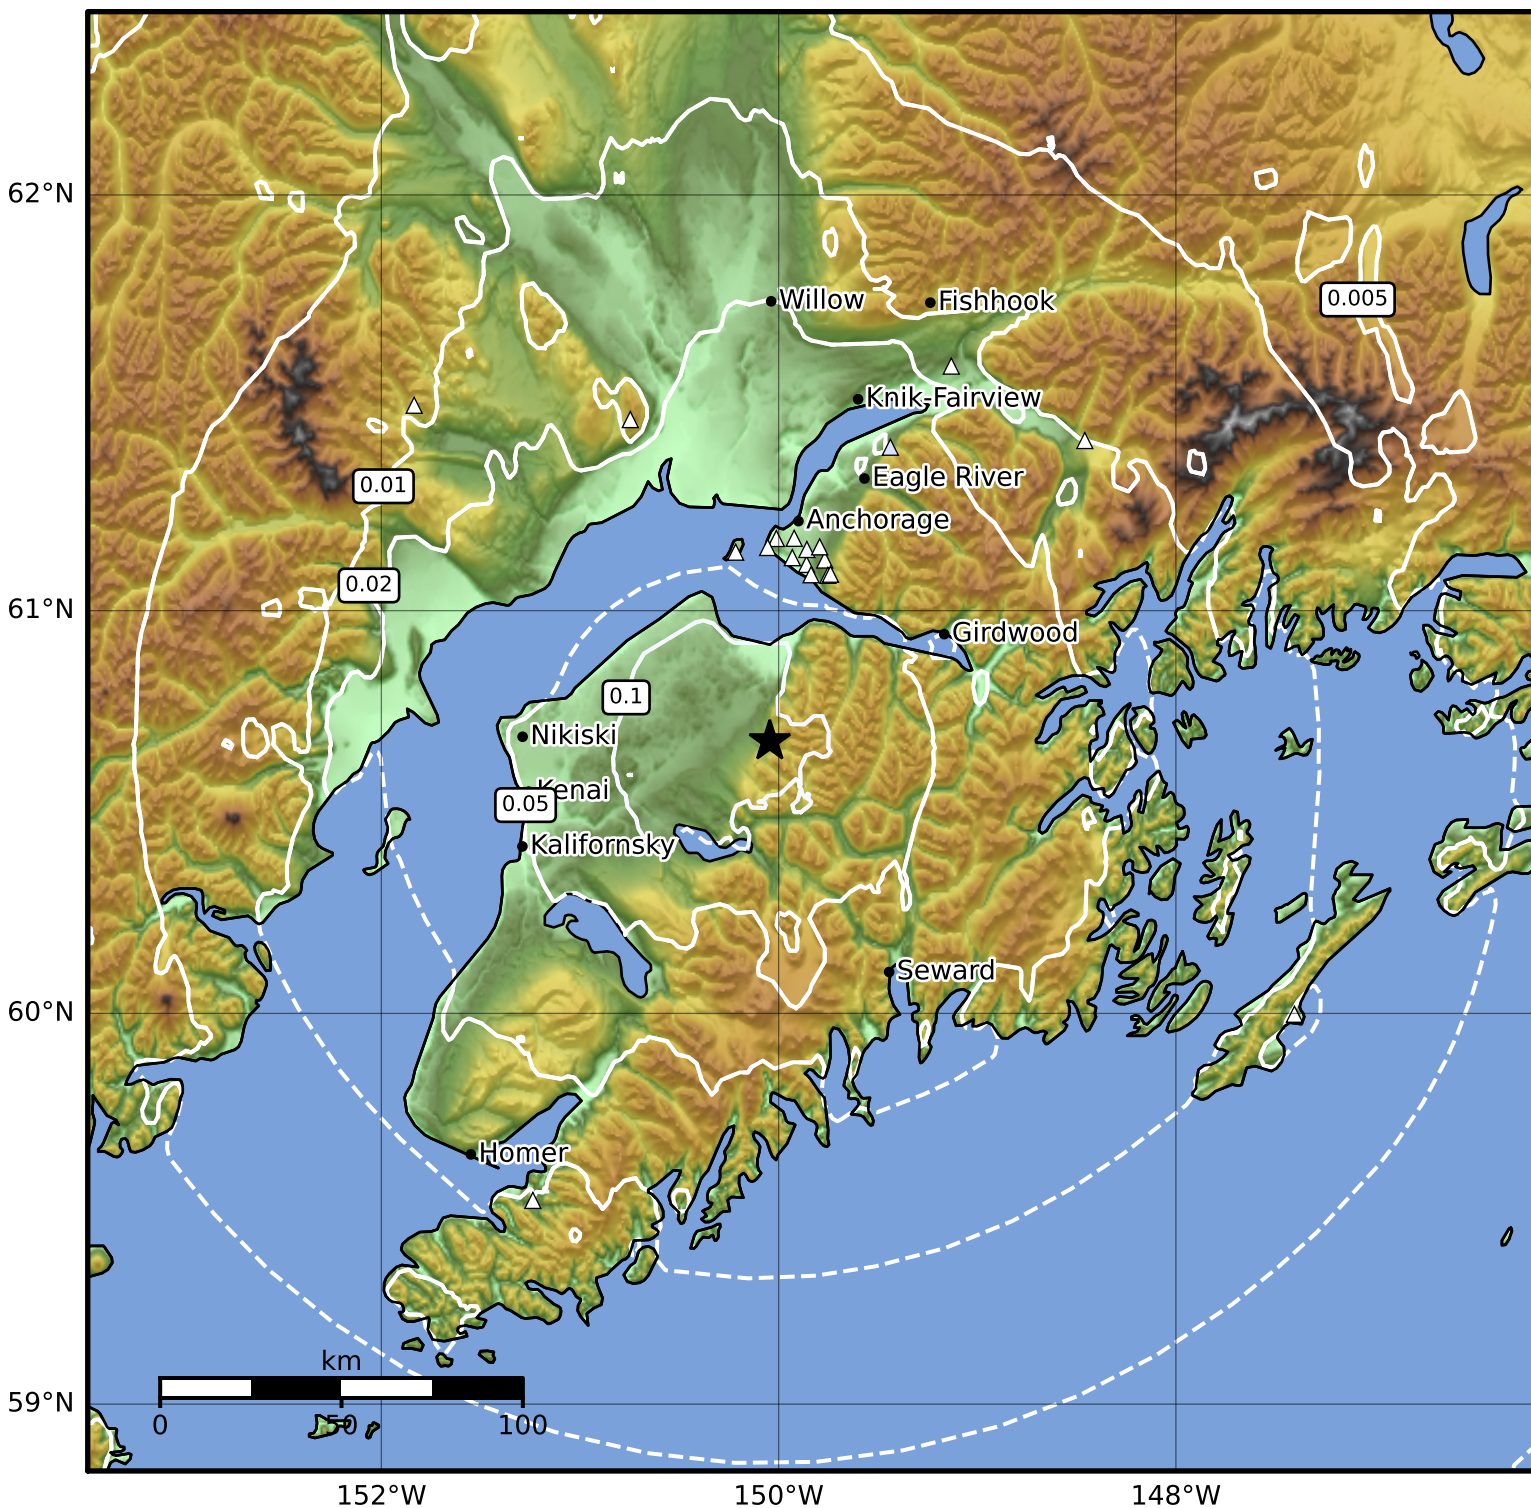 62°N
Willow
Fishhook
0.005
Knik-Fairview
Eagle River
0.01
Anchorage
0.02
61°N
Girdwood
0.1
Nikiski
Kenai
0.05
Kalifornsky
Seward
60°N
Homer
km
0 50 100
59°N
152°W 150°W 148°W